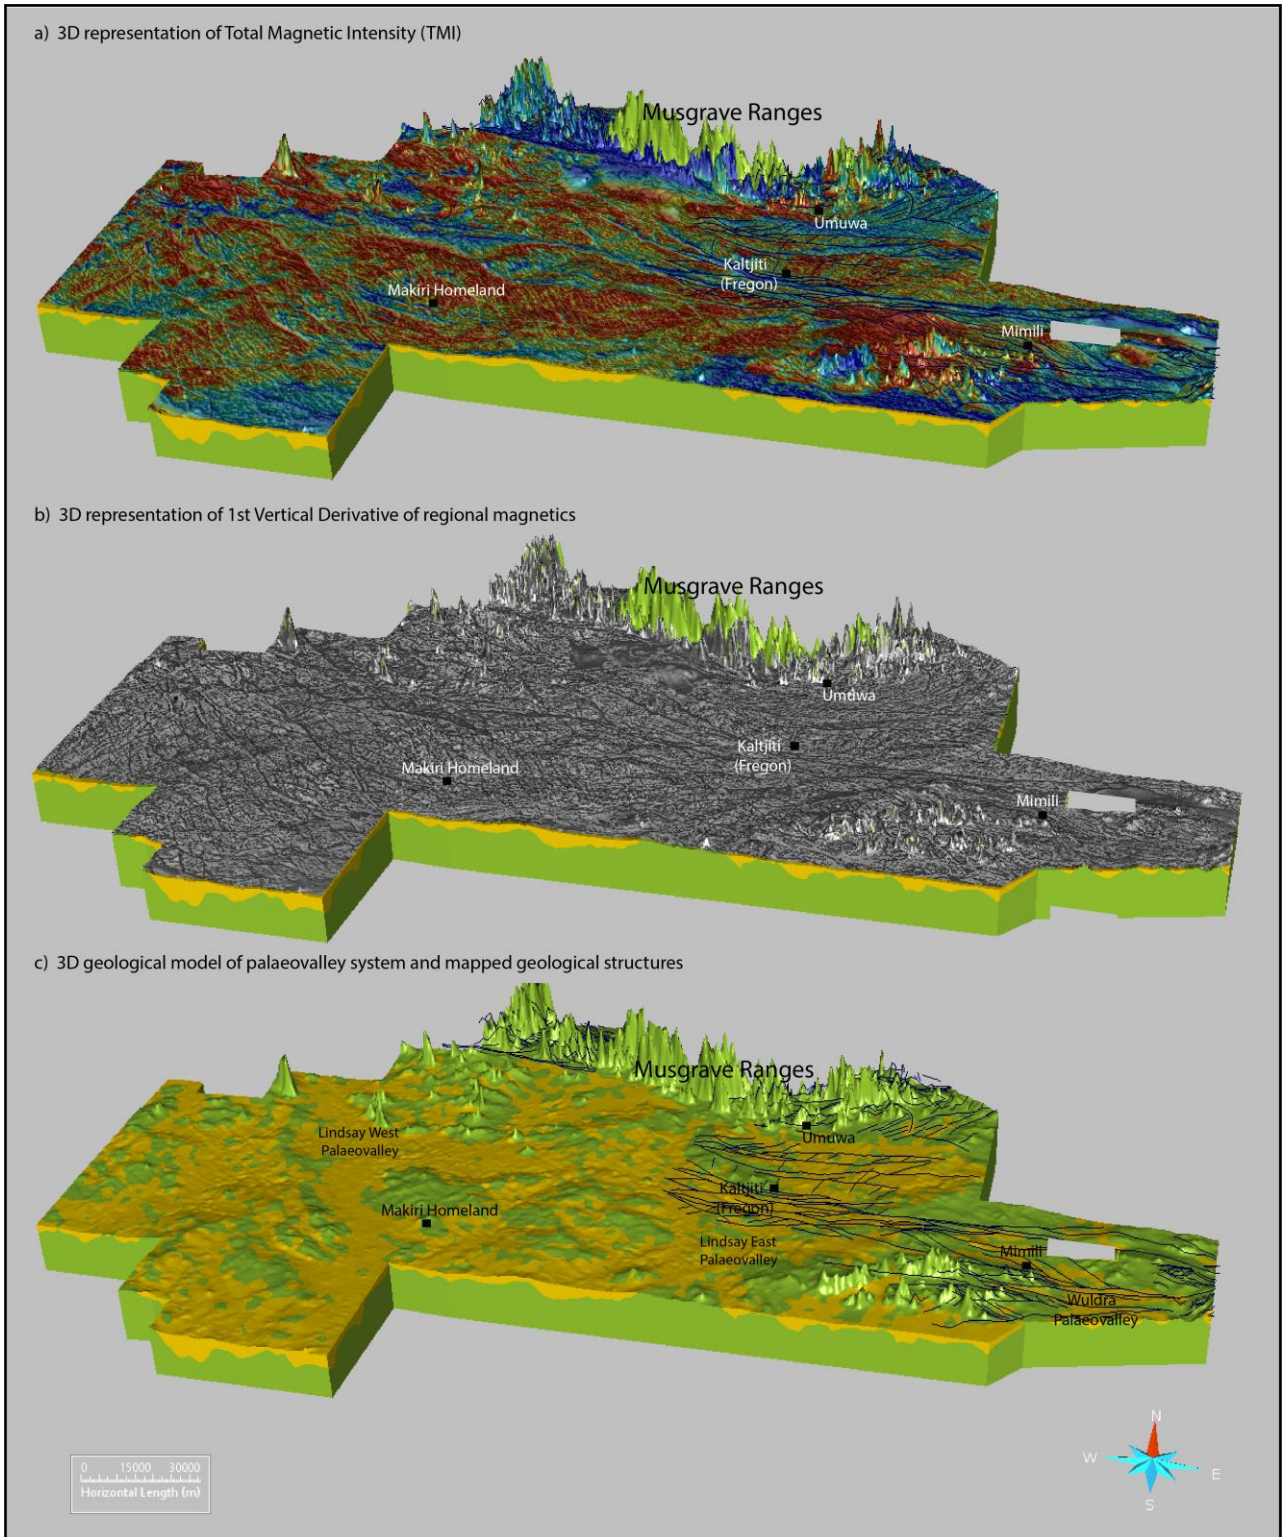 a) 3D representation of Total Magnetic Intensity (TMI)
Musgrave Ranges
Umuwa
Kaltjiti
(Fregon)
Makiri Homeland
Mimili
b) 3D representation of 1st Vertical Derivative of regional magnetics
Musgrave Ranges
Umuwa
Kaltjiti
(Fregon)
Makiri Homeland
Mimili
c) 3D geological model of palaeovalley system and mapped geological structures
Musgrave Ranges
Lindsay West
Palaeovalley
Umuwa
Kaltjiti
(Fregon)
Makiri Homeland
Lindsay East
Palaeovalley
Mimili
Wuldra
Palaeovalley
N
W
E
S
0 15000 30000
Horizontal Length (m)